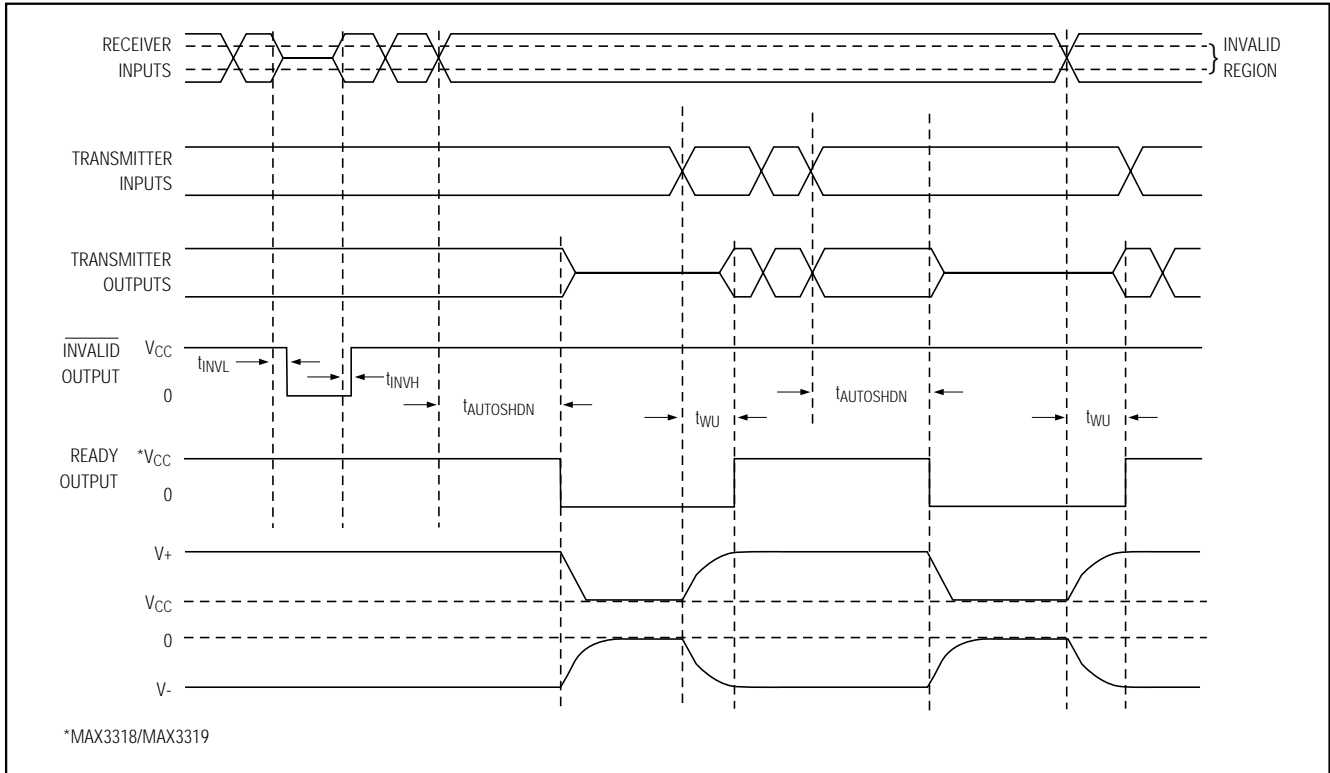 RECEIVER
INPUTS
INVALID
REGION
TRANSMITTER
INPUTS
TRANSMITTER
OUTPUTS
INVALID
OUTPUT
VCC
0
tINVL
tINVH
tAUTOSHDN
tWU
tAUTOSHDN
tWU
READY
OUTPUT
*VCC
0
V+
VCC
0
V-
*MAX3318/MAX3319